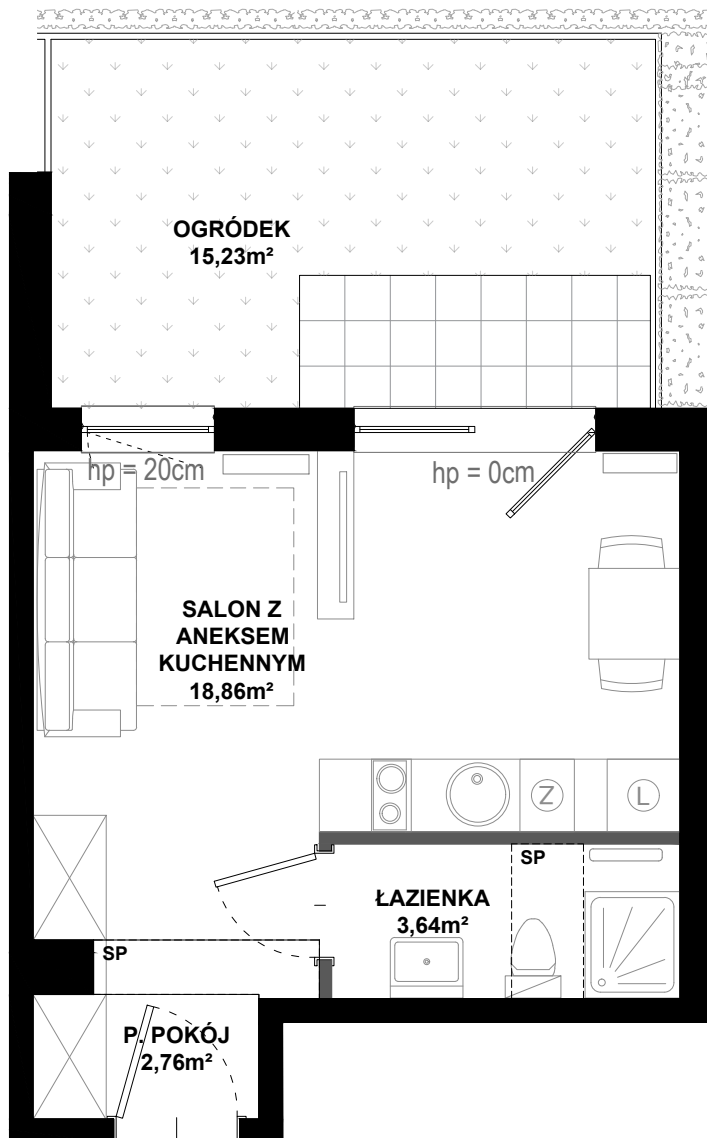 OGRÓDEK
15,23m²
hp = 20cm
hp = 0cm
SALON Z
ANEKSEM
KUCHENNYM
18,86m²
Z
L
SP
ŁAZIENKA
3,64m²
SP
P. POKÓJ
2,76m²